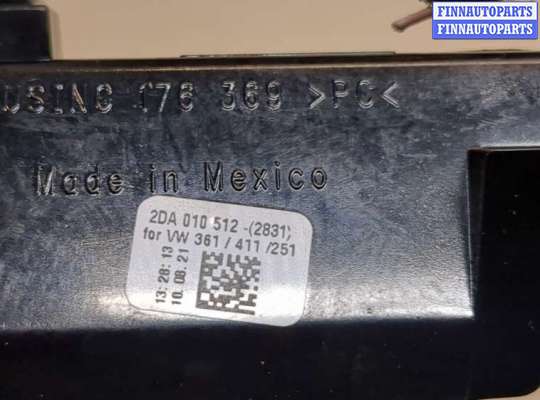 FINNAUTOPARTS
FINNAUTOPARTS
USING 176 369 >PC<
Made in Mexico
2DA 010 512 -(2831)
for VW 361 / 411 /251
13:28:13
10.08.21